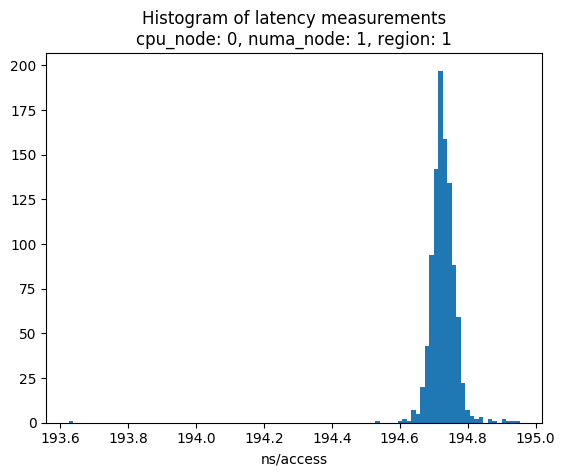 Histogram of latency measurements
cpu_node: 0, numa_node: 1, region: 1
200
175
150
125
100
75
50
25
0
193.6 193.8 194.0 194.2 194.4 194.6 194.8 195.0
ns/access